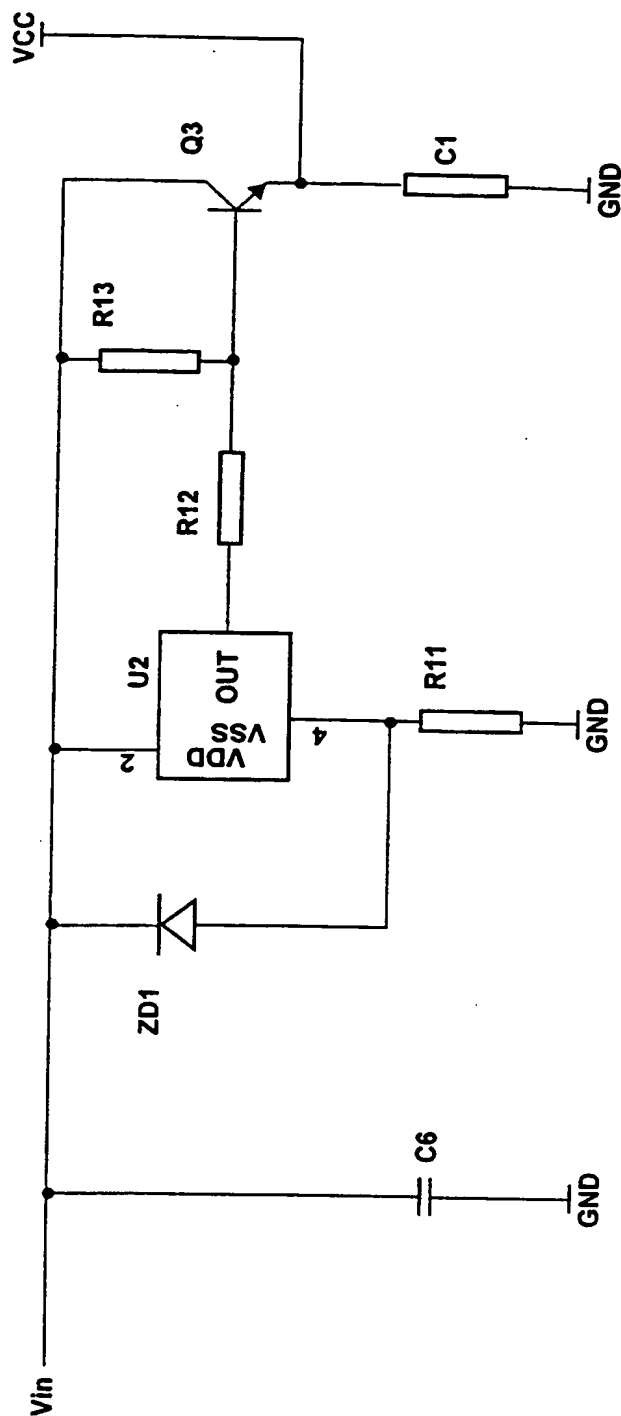 Vin
VCC
Q3
R13
U2
R12
ZD1
2
VDD
VSS
OUT
4
R11
C6
C1
GND
GND
GND